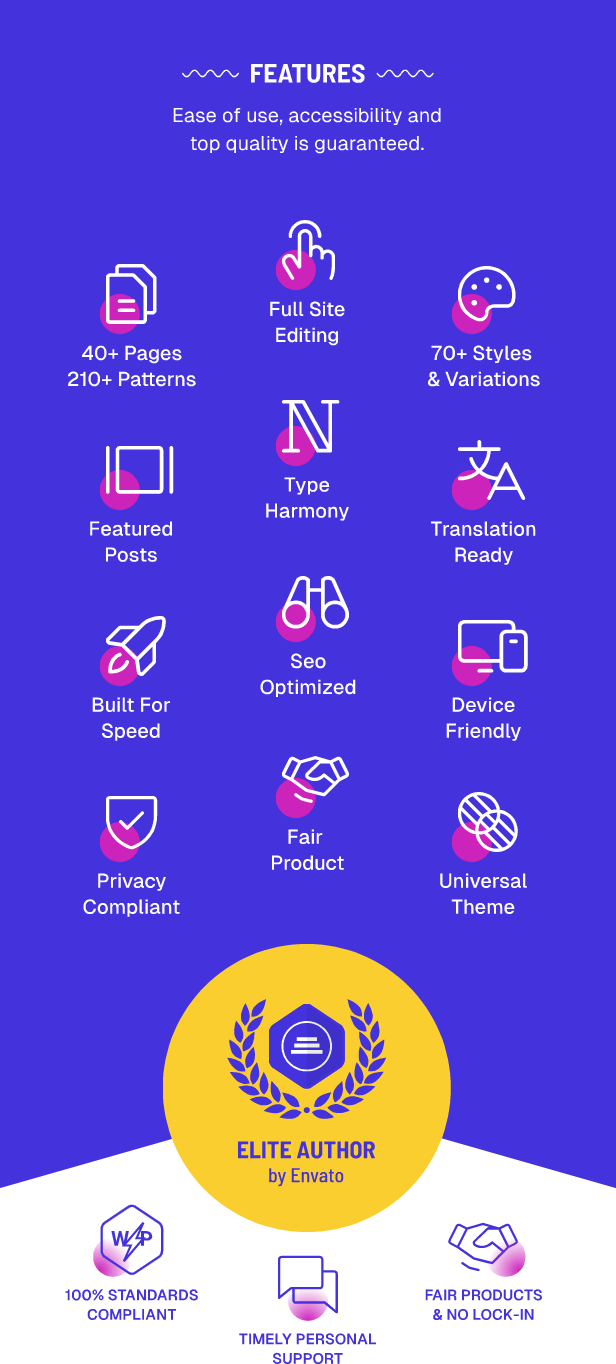 FEATURES
Ease of use, accessibility and
top quality is guaranteed.
40+ Pages
210+ Patterns
Full Site
Editing
70+ Styles
& Variations
Featured
Posts
N
Type
Harmony
Translation
Ready
Built For
Speed
Seo
Optimized
Device
Friendly
Privacy
Compliant
Fair
Product
Universal
Theme
ELITE AUTHOR
by Envato
WP
100% STANDARDS
COMPLIANT
TIMELY PERSONAL
SUPPORT
FAIR PRODUCTS
& NO LOCK-IN